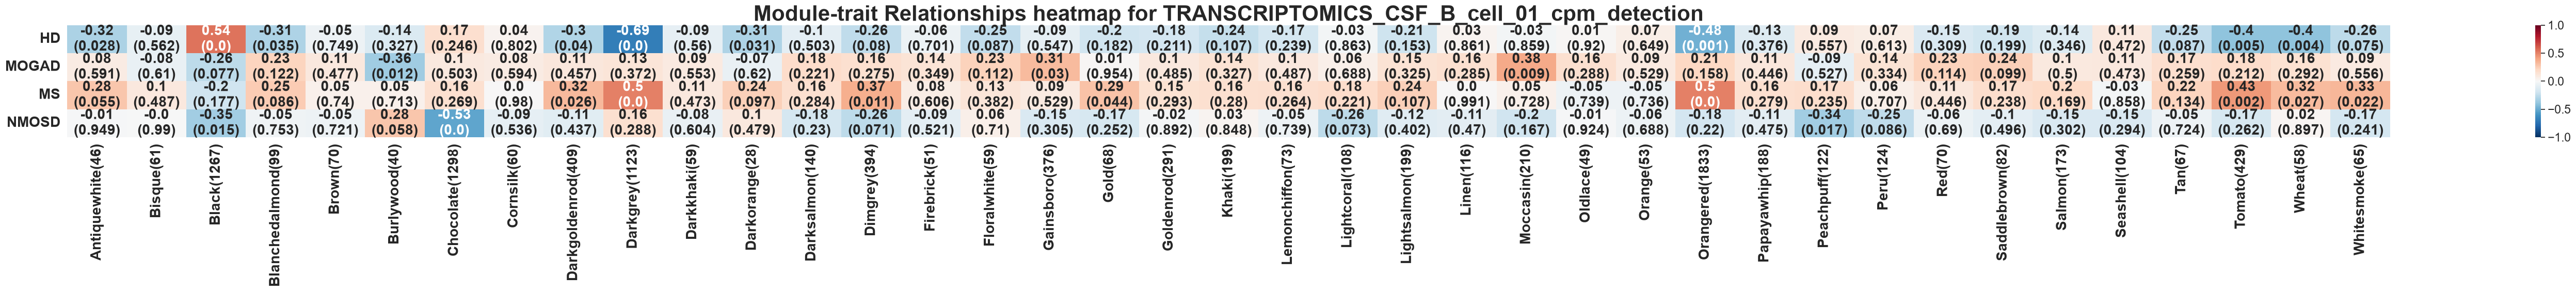 Module-trait Relationships heatmap for TRANSCRIPTOMICS_CSF_B_cell_01_cpm_detection
HD
-0.32 -0.09 0.54 -0.31 -0.05 -0.14 0.17 0.04 -0.3 -0.69 -0.09 -0.31 -0.1 -0.26 -0.06 -0.25 -0.09 -0.2 -0.18 -0.24 -0.17 -0.03 -0.21 0.03 -0.03 0.01 0.07 -0.48 -0.13 0.09 0.07 -0.15 -0.19 -0.14 0.11 -0.25 -0.4 -0.4 -0.26
(0.028) (0.562) (0.0) (0.035) (0.749) (0.327) (0.246) (0.802) (0.04) (0.0) (0.56) (0.031) (0.503) (0.08) (0.701) (0.087) (0.547) (0.182) (0.211) (0.107) (0.239) (0.863) (0.153) (0.861) (0.859) (0.92) (0.649) (0.001) (0.376) (0.557) (0.613) (0.309) (0.199) (0.346) (0.472) (0.087) (0.005) (0.004) (0.075)
MOGAD
0.08 -0.08 -0.26 0.23 0.11 -0.36 0.1 0.08 0.11 0.13 0.09 -0.07 0.18 0.16 0.14 0.23 0.31 0.01 0.1 0.14 0.1 0.06 0.15 0.16 0.38 0.16 0.09 0.21 0.11 -0.09 0.14 0.23 0.24 0.1 0.11 0.17 0.18 0.16 0.09
(0.591) (0.61) (0.077) (0.122) (0.477) (0.012) (0.503) (0.594) (0.457) (0.372) (0.553) (0.62) (0.221) (0.275) (0.349) (0.112) (0.03) (0.954) (0.485) (0.327) (0.487) (0.688) (0.325) (0.285) (0.009) (0.288) (0.529) (0.158) (0.446) (0.527) (0.334) (0.114) (0.099) (0.5) (0.473) (0.259) (0.212) (0.292) (0.556)
MS
0.28 0.1 -0.2 0.25 0.05 0.05 0.16 0.0 0.32 0.5 0.11 0.24 0.16 0.37 0.08 0.13 0.09 0.29 0.15 0.16 0.16 0.18 0.24 0.0 0.05 -0.05 -0.05 0.5 0.16 0.17 0.06 0.11 0.17 0.2 -0.03 0.22 0.43 0.32 0.33
(0.055) (0.487) (0.177) (0.086) (0.74) (0.713) (0.269) (0.98) (0.026) (0.0) (0.473) (0.097) (0.284) (0.011) (0.606) (0.382) (0.529) (0.044) (0.293) (0.28) (0.264) (0.221) (0.107) (0.991) (0.728) (0.739) (0.736) (0.0) (0.279) (0.235) (0.707) (0.446) (0.238) (0.169) (0.858) (0.134) (0.002) (0.027) (0.022)
NMOSD
-0.01 -0.0 -0.35 -0.05 -0.05 0.28 -0.53 -0.09 -0.11 0.16 -0.08 0.1 -0.18 -0.26 -0.09 0.06 -0.15 -0.17 -0.02 0.03 -0.05 -0.26 -0.12 -0.11 -0.2 -0.01 -0.06 -0.18 -0.11 -0.34 -0.25 -0.06 -0.1 -0.15 -0.15 -0.05 -0.17 0.02 -0.17
(0.949) (0.99) (0.015) (0.753) (0.721) (0.058) (0.0) (0.536) (0.437) (0.288) (0.604) (0.479) (0.23) (0.071) (0.521) (0.71) (0.305) (0.252) (0.892) (0.848) (0.739) (0.073) (0.402) (0.47) (0.167) (0.924) (0.688) (0.22) (0.475) (0.017) (0.086) (0.69) (0.496) (0.302) (0.294) (0.724) (0.262) (0.897) (0.241)
Antiquewhite(46)
Bisque(61)
Black(1267)
Blanchedalmond(99)
Brown(70)
Burlywood(40)
Chocolate(1298)
Cornsilk(60)
Darkgoldenrod(409)
Darkgrey(1123)
Darkkhaki(59)
Darkorange(28)
Darksalmon(140)
Dimgrey(394)
Firebrick(51)
Floralwhite(59)
Gainsboro(376)
Gold(68)
Goldenrod(291)
Khaki(199)
Lemonchiffon(73)
Lightcoral(108)
Lightsalmon(199)
Linen(116)
Moccasin(210)
Oldlace(49)
Orange(53)
Orangered(1833)
Papayawhip(188)
Peachpuff(122)
Peru(124)
Red(70)
Saddlebrown(82)
Salmon(173)
Seashell(104)
Tan(67)
Tomato(429)
Wheat(58)
Whitesmoke(65)
1.0
0.5
0.0
−0.5
−1.0